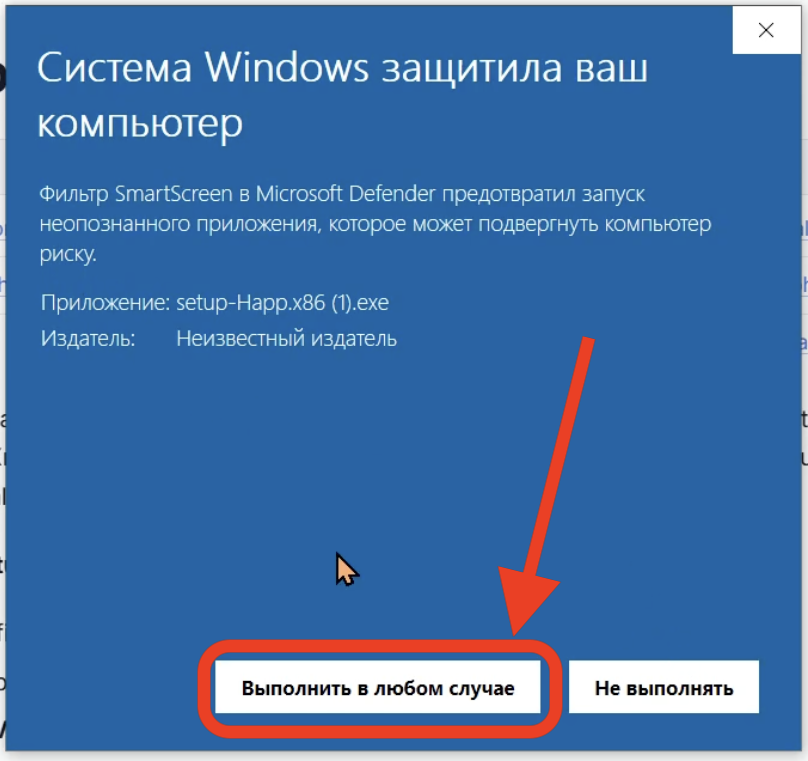 Система Windows защитила ваш
компьютер
Фильтр SmartScreen в Microsoft Defender предотвратил запуск
неопознанного приложения, которое может подвергнуть компьютер
риску.
Приложение: setup-Happ.x86 (1).exe
Издатель: Неизвестный издатель
Выполнить в любом случае Не выполнять